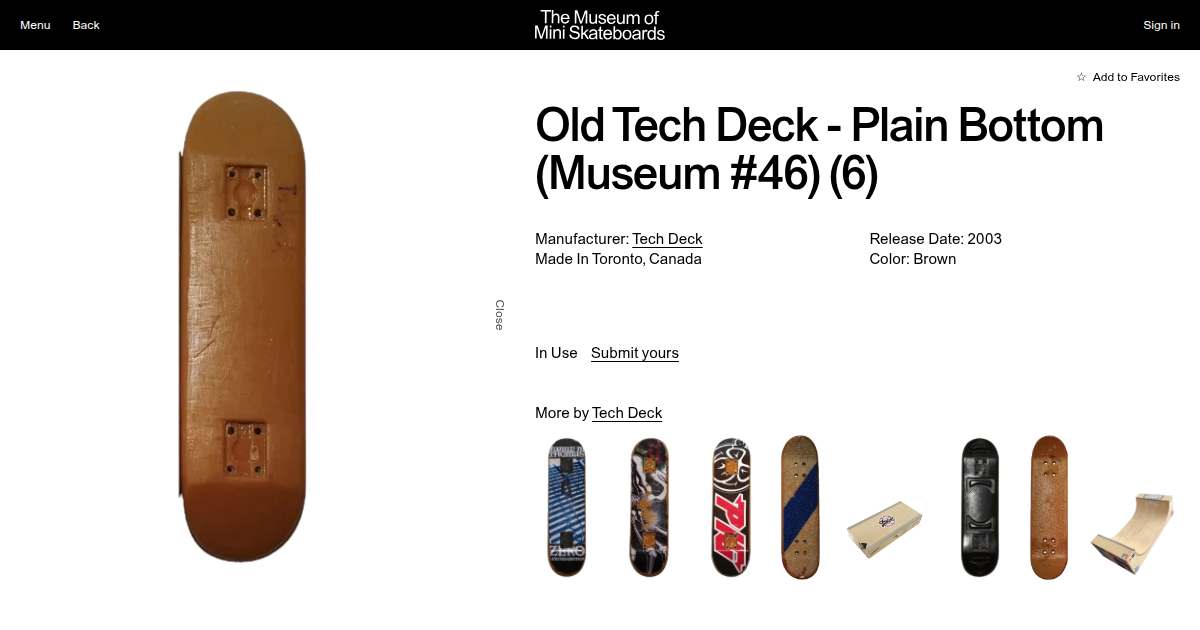 Menu
Back
The Museum of
Mini Skateboards
Sign in
☆ Add to Favorites
Old Tech Deck - Plain Bottom
(Museum #46) (6)
Manufacturer: Tech Deck
Made In Toronto, Canada
Release Date: 2003
Color: Brown
Close
In Use
Submit yours
More by Tech Deck
ZERO